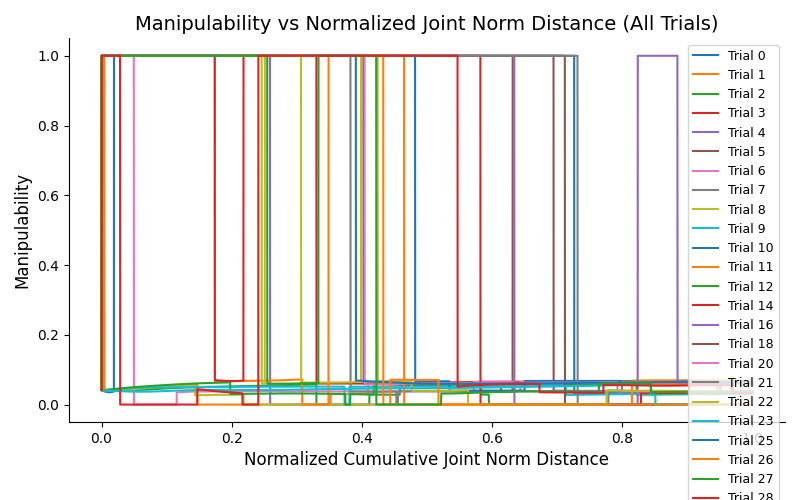 Manipulability vs Normalized Joint Norm Distance (All Trials)
Manipulability
1.0
0.8
0.6
0.4
0.2
0.0
0.0
0.2
0.4
0.6
0.8
Normalized Cumulative Joint Norm Distance
Trial 0
Trial 1
Trial 2
Trial 3
Trial 4
Trial 5
Trial 6
Trial 7
Trial 8
Trial 9
Trial 10
Trial 11
Trial 12
Trial 14
Trial 16
Trial 18
Trial 20
Trial 21
Trial 22
Trial 23
Trial 25
Trial 26
Trial 27
Trial 28